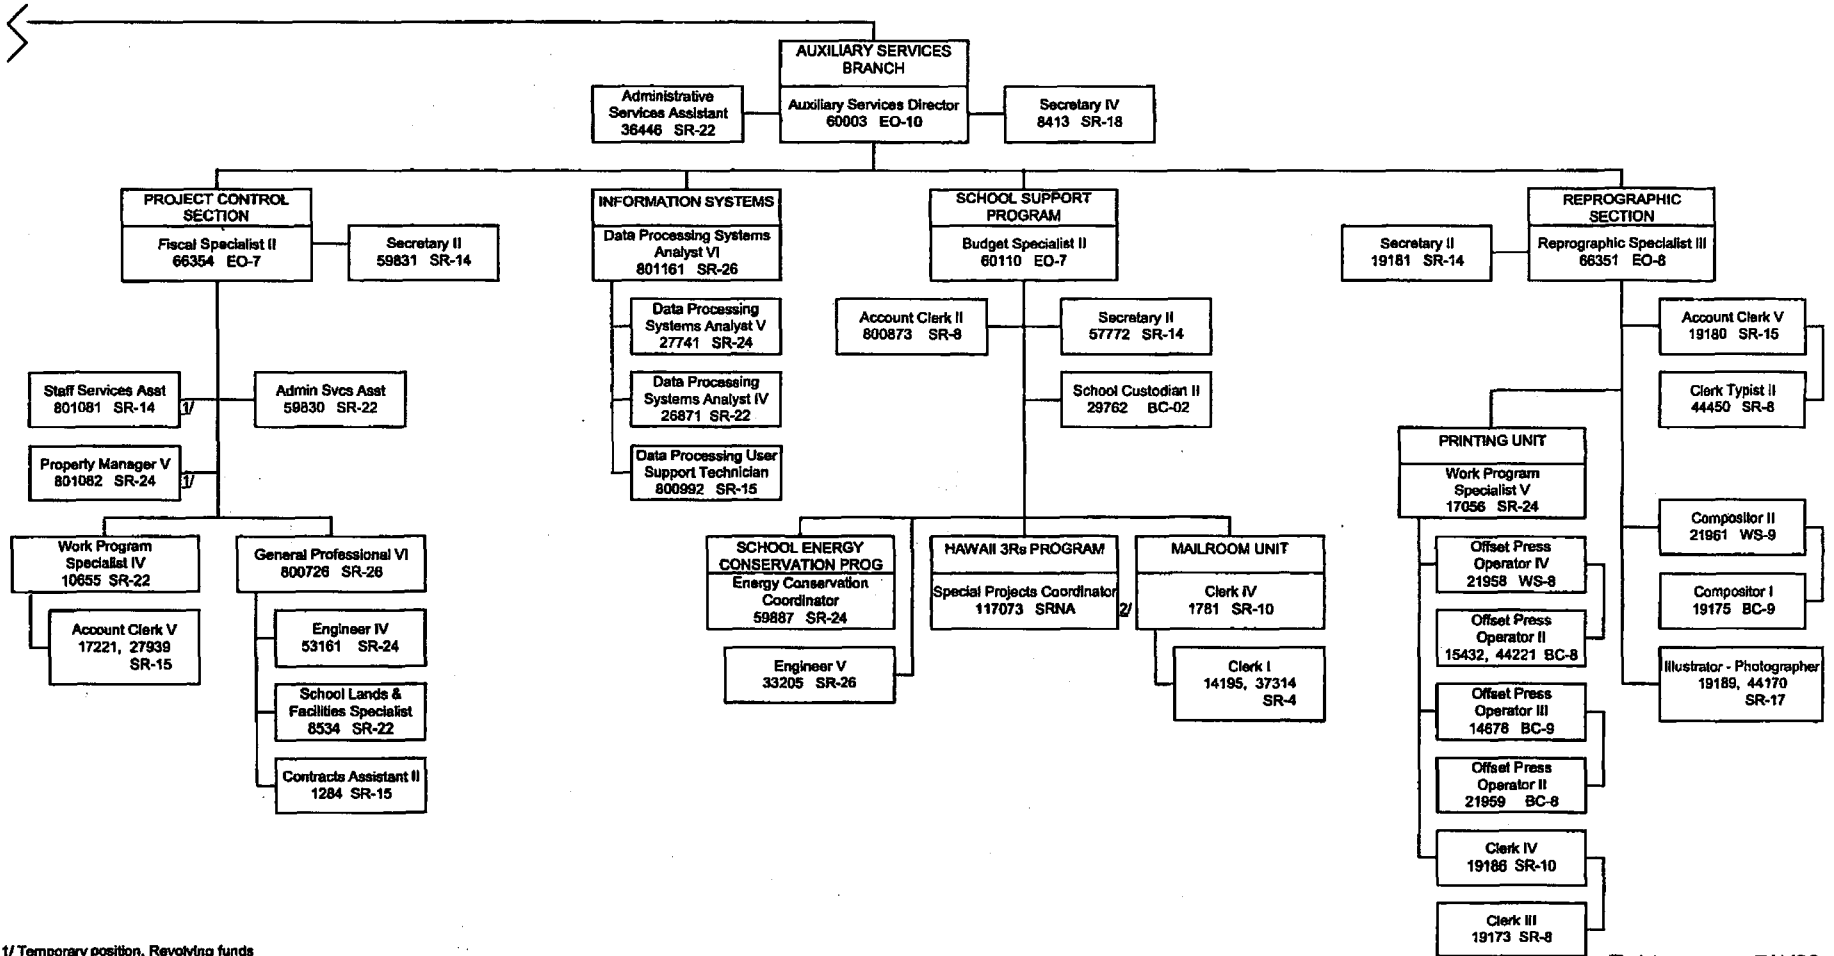 AUXILIARY SERVICES
BRANCH
Auxiliary Services Director
60003 EO-10
Administrative
Services Assistant
36446 SR-22
Secretary IV
8413 SR-18
PROJECT CONTROL
SECTION
Fiscal Specialist II
66354 EO-7
Secretary II
59831 SR-14
Staff Services Asst
801081 SR-14
1/
Admin Svcs Asst
59830 SR-22
Property Manager V
801082 SR-24
1/
Work Program
Specialist IV
10655 SR-22
Account Clerk V
17221, 27939
SR-15
General Professional VI
800726 SR-26
Engineer IV
53161 SR-24
School Lands &
Facilities Specialist
8534 SR-22
Contracts Assistant II
1284 SR-15
INFORMATION SYSTEMS
Data Processing Systems
Analyst VI
801161 SR-26
Data Processing
Systems Analyst V
27741 SR-24
Data Processing
Systems Analyst IV
26871 SR-22
Data Processing User
Support Technician
800992 SR-15
SCHOOL SUPPORT
PROGRAM
Budget Specialist II
60110 EO-7
Account Clerk II
800873 SR-8
Secretary II
57772 SR-14
School Custodian II
29762 BC-02
SCHOOL ENERGY
CONSERVATION PROG
Energy Conservation
Coordinator
59887 SR-24
Engineer V
33205 SR-26
HAWAII 3Rs PROGRAM
Special Projects Coordinator
117073 SRNA
2/
MAILROOM UNIT
Clerk IV
1781 SR-10
Clerk I
14195, 37314
SR-4
REPROGRAPHIC
SECTION
Reprographic Specialist III
66351 EO-8
Secretary II
19181 SR-14
Account Clerk V
19180 SR-15
Clerk Typist II
44450 SR-8
PRINTING UNIT
Work Program
Specialist V
17056 SR-24
Offset Press
Operator IV
21958 WS-8
Offset Press
Operator II
15432, 44221 BC-8
Offset Press
Operator III
14678 BC-9
Offset Press
Operator II
21959 BC-8
Clerk IV
19186 SR-10
Clerk III
19173 SR-8
Compositor II
21961 WS-9
Compositor I
19175 BC-9
Illustrator - Photographer
19189, 44170
SR-17
1/ Temporary position, Revolving funds